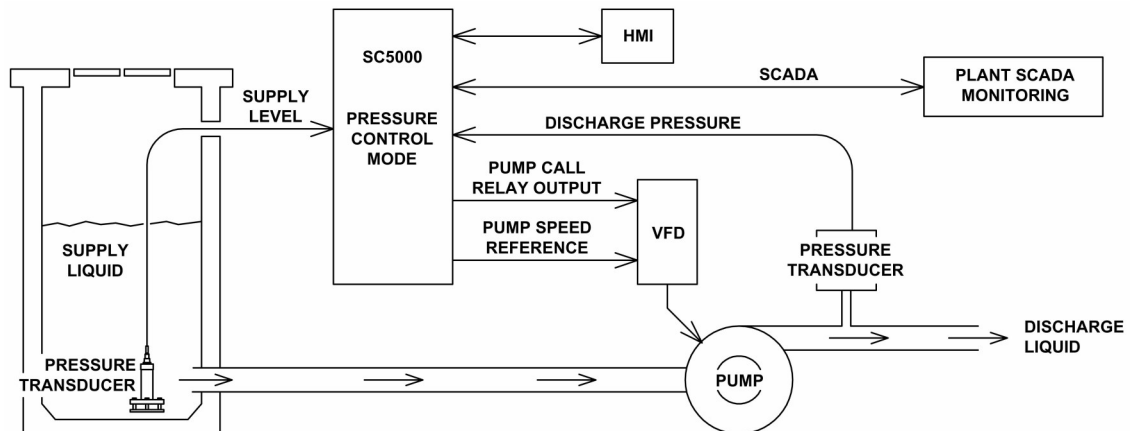 SC5000
PRESSURE
CONTROL
MODE
HMI
SCADA
PLANT SCADA
MONITORING
SUPPLY
LEVEL
DISCHARGE PRESSURE
PUMP CALL
RELAY OUTPUT
PUMP SPEED
REFERENCE
VFD
SUPPLY
LIQUID
PRESSURE
TRANSDUCER
PRESSURE
TRANSDUCER
PUMP
DISCHARGE
LIQUID